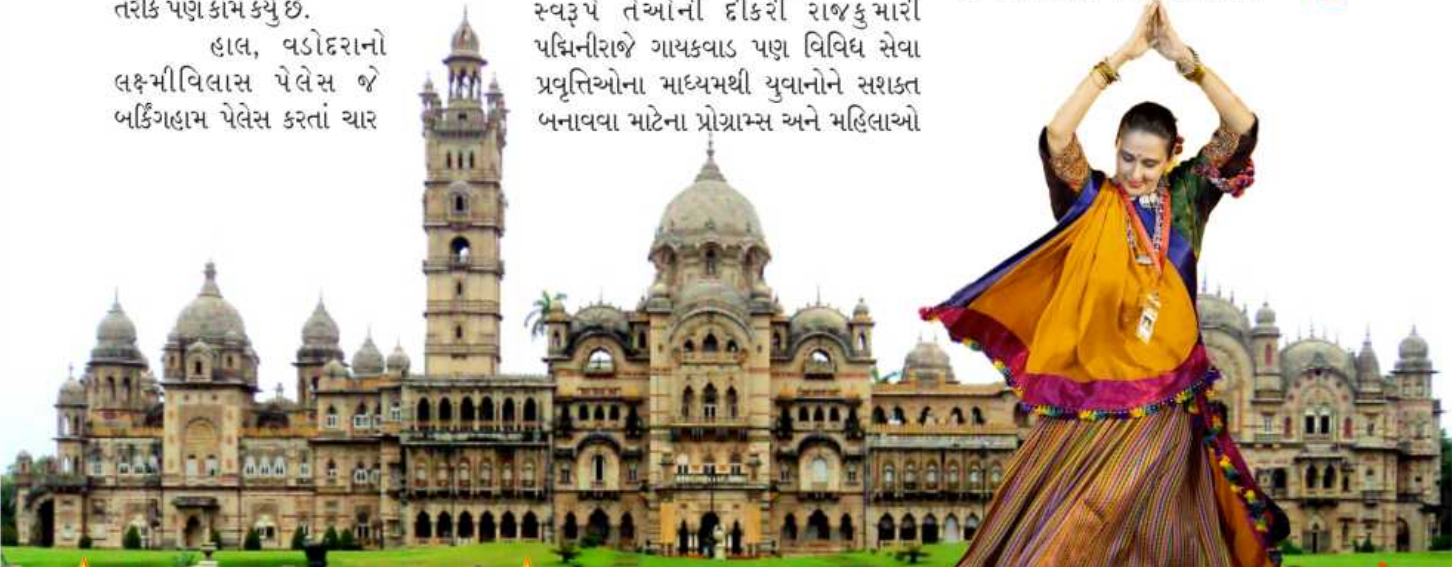 તરીકે પણ કામ કર્યું છે.
હાલ, વડોદરાનો
લક્ષ્મીવિલાસ પેલેસ જે
બર્કિંગહામ પેલેસ કરતાં ચાર
સ્વરૂપે તેઓની દીકરી રાજકુમારી
પદ્મિનીરાજે ગાયકવાડ પણ વિવિધ સેવા
પ્રવૃત્તિઓના માધ્યમથી યુવાનોને સશક્ત
બનાવવા માટેના પ્રોગ્રામ્સ અને મહિલાઓ